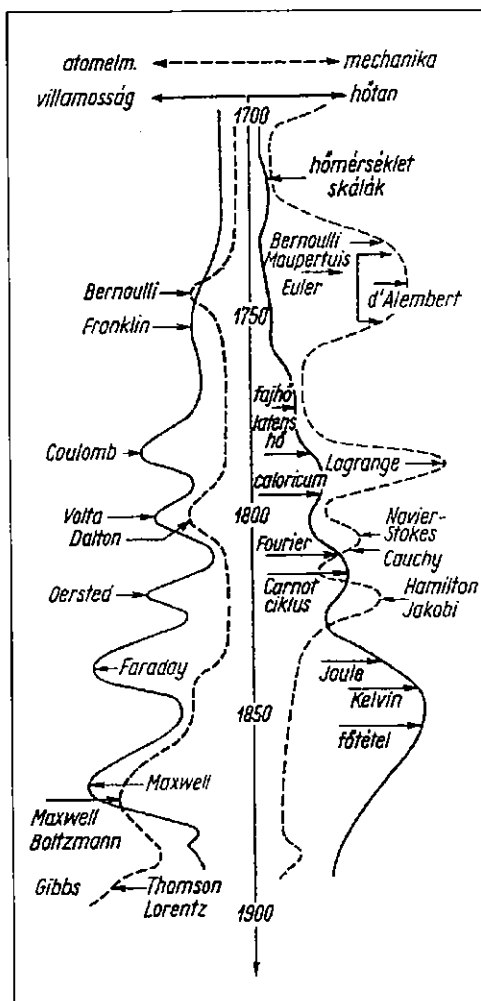 atomelm.
mechanika
villamosság
hőtan
1700
hőmérséklet
skálák
Bernoulli
Maupertuis
Euler
d'Alembert
Bernoulli
Fronklin
1750
fajhő
latens
hő
Coulomb
Lagrange
caloricum
Volta
Dalton
1800
Navier-
Stokes
Fourier
Cauchy
Carnot
ciklus
Hamilton
Jakobi
Oersted
Faraday
Joule
Kelvin
1850
főtétel
Maxwell
Maxwell
Boltzmann
Gibbs
Thomson
Lorentz
1900